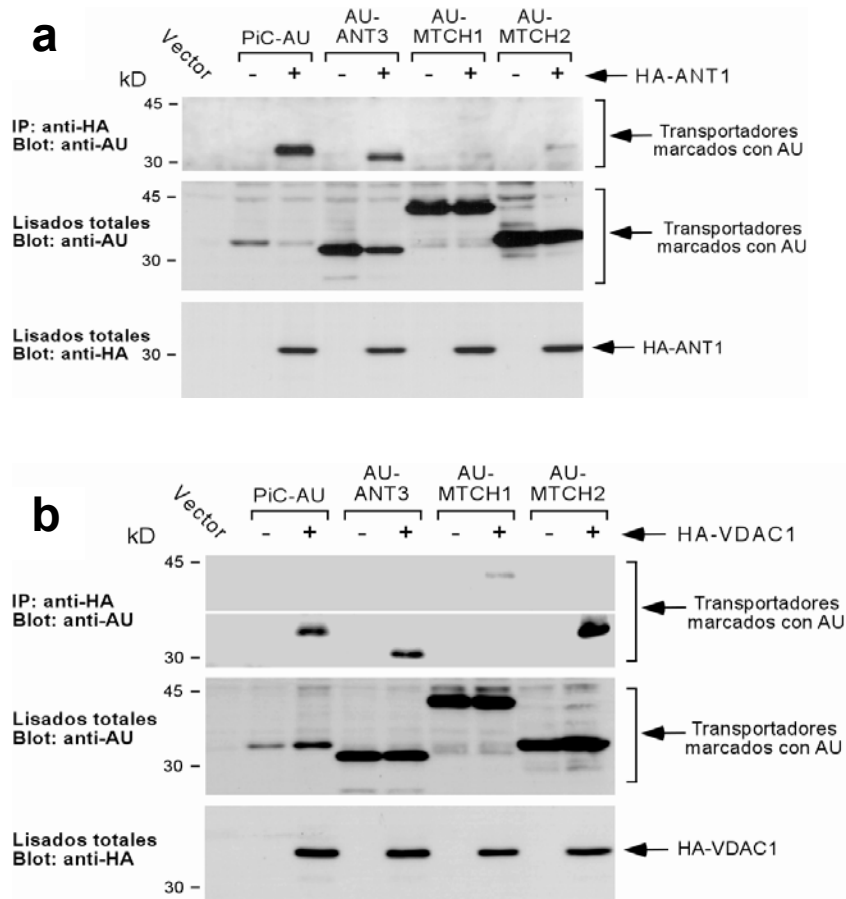 a
Vector
PiC-AU
AU-
ANT3
AU-
MTCH1
AU-
MTCH2
kD
- + - + - + - +
HA-ANT1
45 -
30 -
IP: anti-HA
Blot: anti-AU
Transportadores
marcados con AU
45 -
30 -
Lisados totales
Blot: anti-AU
Transportadores
marcados con AU
Lisados totales
Blot: anti-HA
30 -
HA-ANT1
b
Vector
PiC-AU
AU-
ANT3
AU-
MTCH1
AU-
MTCH2
kD
- + - + - + - +
HA-VDAC1
45 -
30 -
IP: anti-HA
Blot: anti-AU
Transportadores
marcados con AU
45 -
30 -
Lisados totales
Blot: anti-AU
Transportadores
marcados con AU
Lisados totales
Blot: anti-HA
HA-VDAC1
30 -